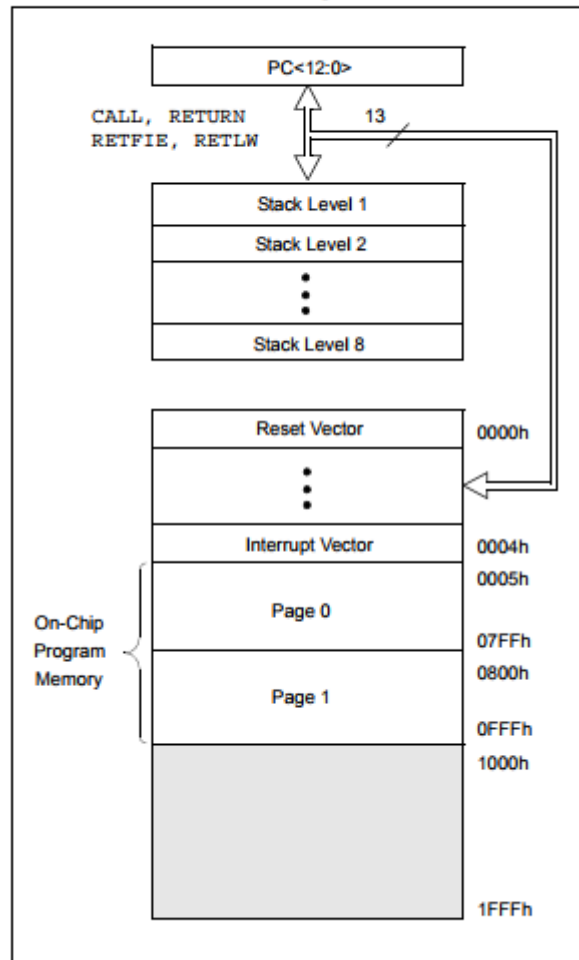 PC<12:0>
CALL, RETURN
RETFIE, RETLW
13
Stack Level 1
Stack Level 2
Stack Level 8
Reset Vector
0000h
Interrupt Vector
0004h
0005h
On-Chip
Program
Memory
Page 0
07FFh
0800h
Page 1
0FFFh
1000h
1FFFh